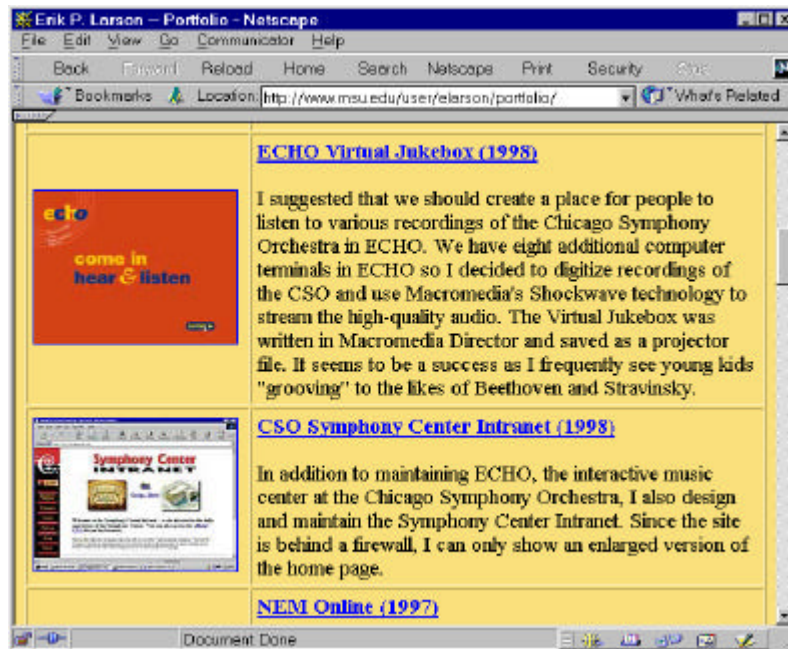 Erik P. Larson -- Portfolio - Netscape
File Edit View Go Communicator Help
Back Forward Reload Home Search Netscape Print Security Stop
Bookmarks Location: http://www.msu.edu/user/elarson/portfolio/ What's Related
ECHO Virtual Jukebox (1998)
echo
come in
hear & listen
I suggested that we should create a place for people to
listen to various recordings of the Chicago Symphony
Orchestra in ECHO. We have eight additional computer
terminals in ECHO so I decided to digitize recordings of
the CSO and use Macromedia's Shockwave technology to
stream the high-quality audio. The Virtual Jukebox was
written in Macromedia Director and saved as a projector
file. It seems to be a success as I frequently see young kids
"grooving" to the likes of Beethoven and Stravinsky.
CSO Symphony Center Intranet (1998)
Symphony Center
INTRANET
In addition to maintaining ECHO, the interactive music
center at the Chicago Symphony Orchestra, I also design
and maintain the Symphony Center Intranet. Since the site
is behind a firewall, I can only show an enlarged version of
the home page.
NEM Online (1997)
Document Done